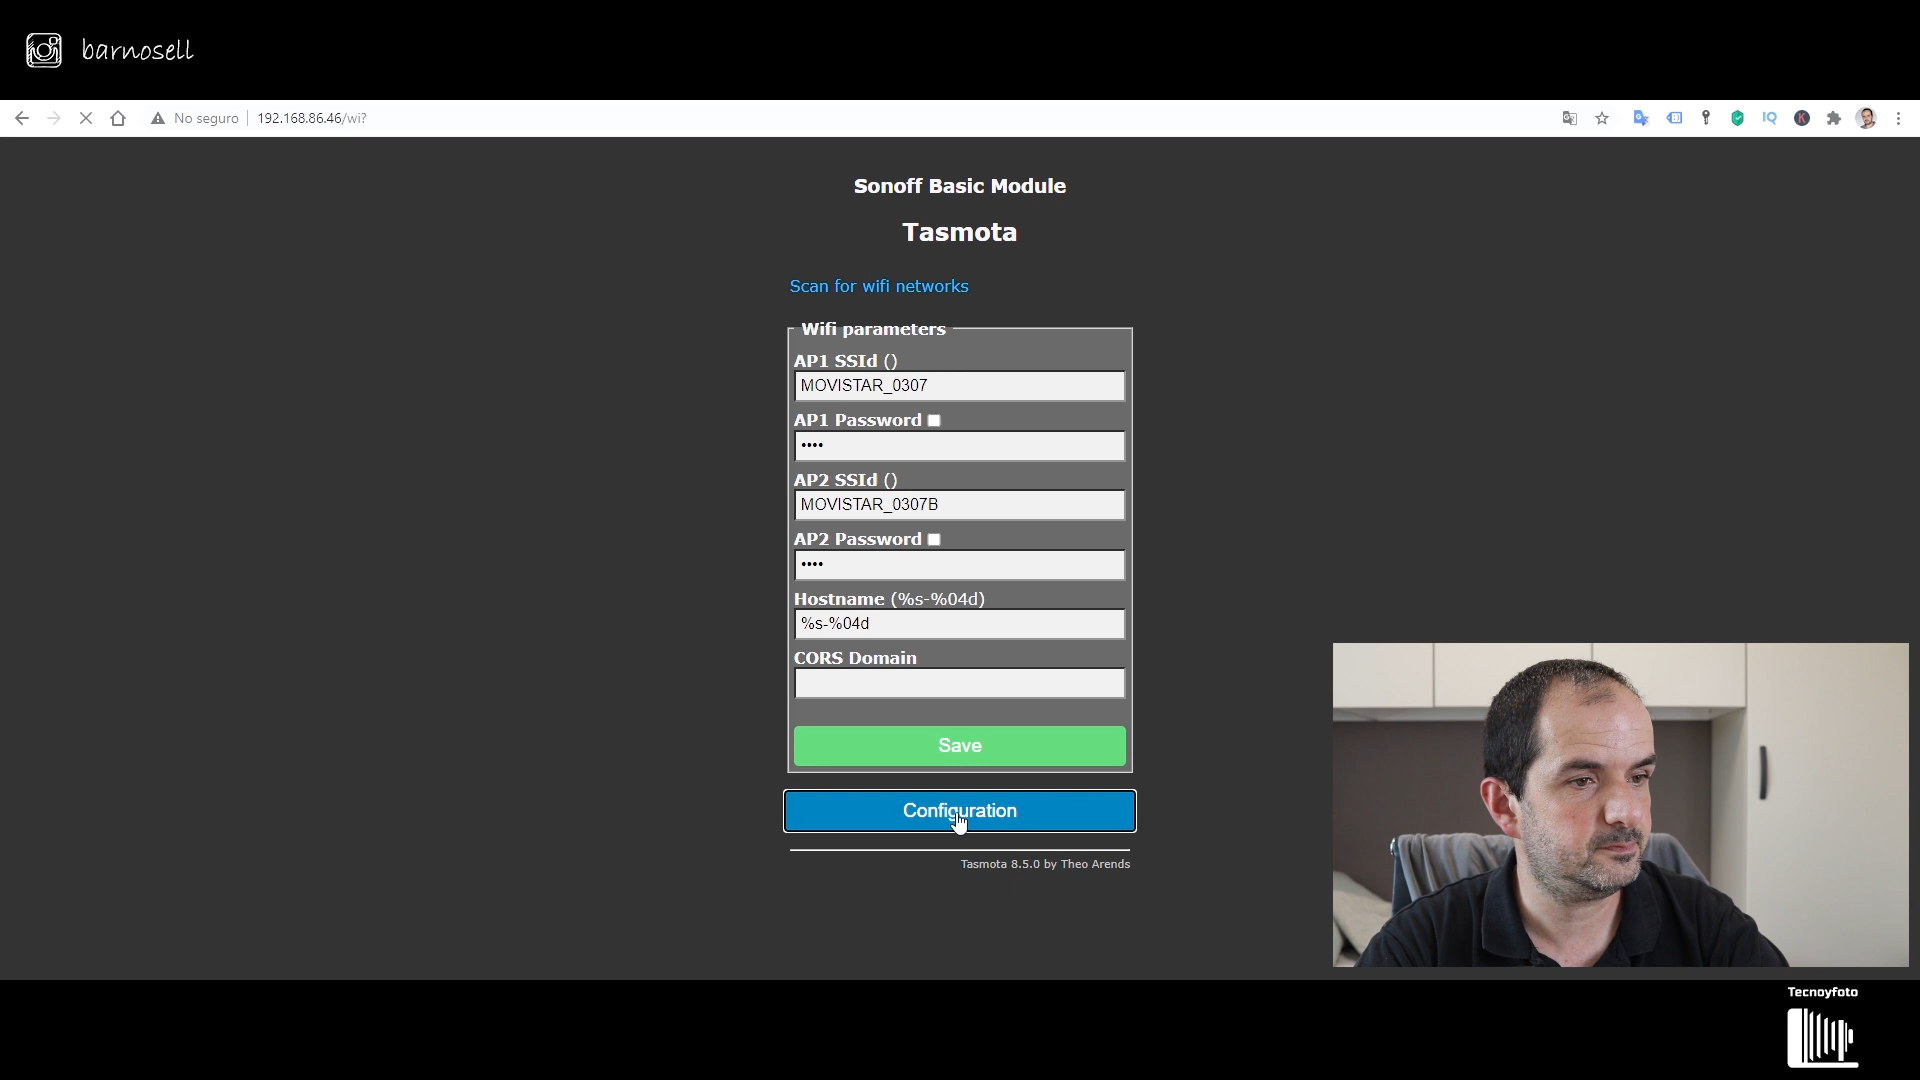 barnosell
No seguro 192.168.86.46/wi?
IQ
K
Sonoff Basic Module
Tasmota
Scan for wifi networks
Wifi parameters
AP1 SSId ()
MOVISTAR_0307
AP1 Password
••••
AP2 SSId ()
MOVISTAR_0307B
AP2 Password
••••
Hostname (%s-%04d)
%s-%04d
CORS Domain
Save
Configuration
Tasmota 8.5.0 by Theo Arends
Tecnoyfoto